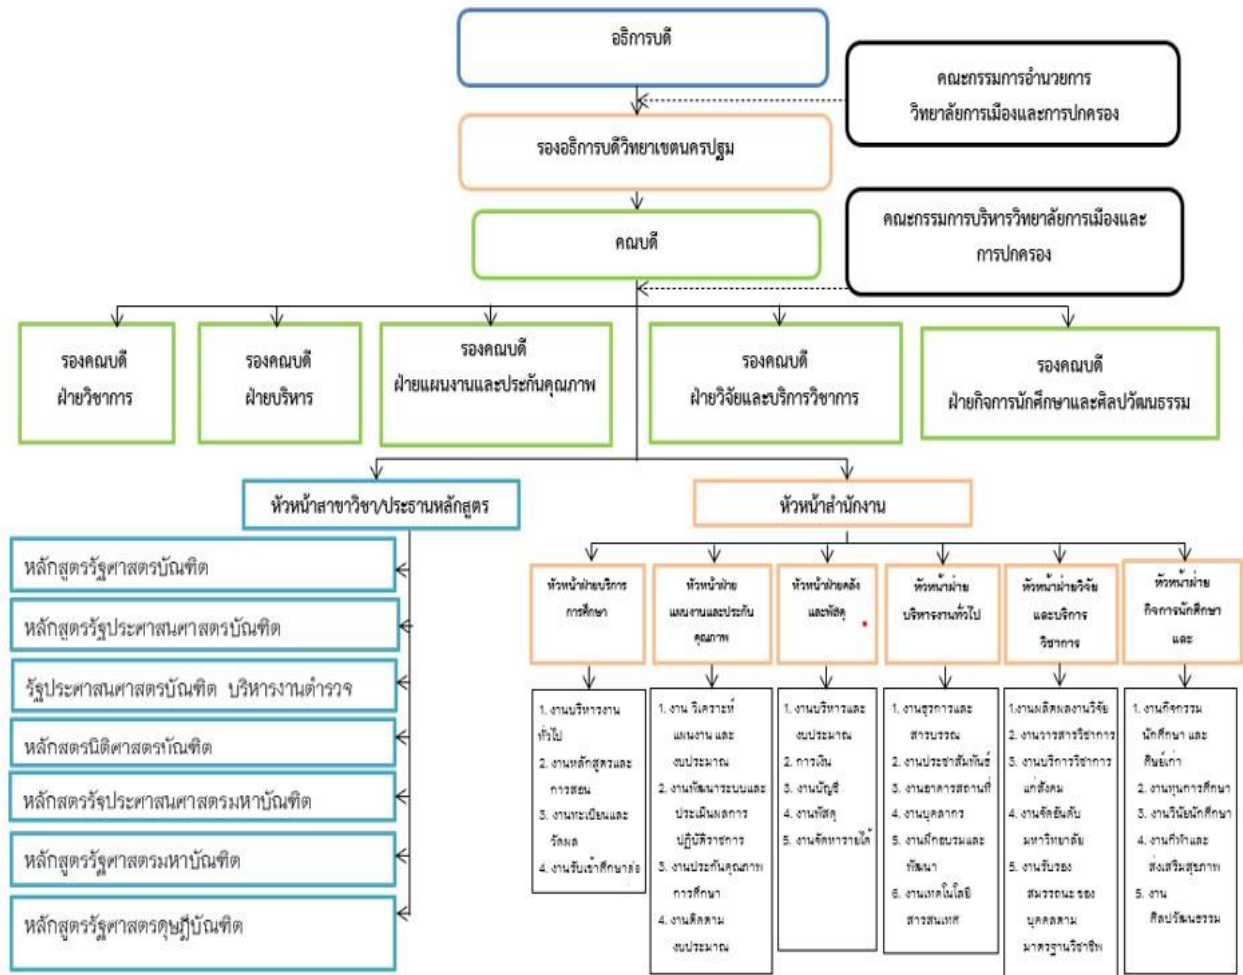 อธิการบดี
คณะกรรมการอำนวยการ
วิทยาลัยการเมืองและการปกครอง
รองอธิการบดีวิทยาเขตนครปฐม
คณะกรรมการบริหารวิทยาลัยการเมืองและ
การปกครอง
คณบดี
รองคณบดี
ฝ่ายวิชาการ
รองคณบดี
ฝ่ายบริหาร
รองคณบดี
ฝ่ายแผนงานและประกันคุณภาพ
รองคณบดี
ฝ่ายวิจัยและบริการวิชาการ
รองคณบดี
ฝ่ายกิจการนักศึกษาและศิลปวัฒนธรรม
หัวหน้าสาขาวิชา/ประธานหลักสูตร
หลักสูตรรัฐศาสตรบัณฑิต
หลักสูตรรัฐประศาสนศาสตรบัณฑิต
รัฐประศาสนศาสตรบัณฑิต บริหารงานตำรวจ
หลักสตรนิติศาสตรบัณฑิต
หลักสตรรัฐประศาสนศาสตรมหาบัณฑิต
หลักสูตรรัฐศาสตรมหาบัณฑิต
หลักสูตรรัฐศาสตรดุษฎีบัณฑิต
หัวหน้าสำนักงาน
หัวหน้าฝ่ายบริการ
การศึกษา
1. งานบริหารงาน
ทั่วไป
2. งานหลักสูตรและ
การสอน
3. งานทะเบียนและ
วัดผล
4. งานรับเข้าศึกษาต่อ
หัวหน้าฝ่าย
แผนงานและประกัน
คุณภาพ
1. งาน วิเคราะห์
แผนงาน และ
งบประมาณ
2. งานพัฒนาระบบและ
ประเมินผลการ
ปฏิบัติราชการ
3. งานประกันคุณภาพ
การศึกษา
4. งานติดตาม
งบประมาณ
หัวหน้าฝ่ายคลัง
และพัสดุ
1. งานบริหารและ
งบประมาณ
2. การเงิน
3. งานบัญชี
4. งานพัสดุ
5. งานจัดหารายได้
หัวหน้าฝ่าย
บริหารงานทั่วไป
1. งานธุรการและ
สารบรรณ
2. งานประชาสัมพันธ์
3. งานอาคารสถานที่
4. งานบุคลากร
5. งานฝึกอบรมและ
พัฒนา
6. งานเทคโนโลยี
สารสนเทศ
หัวหน้าฝ่ายวิจัย
และบริการ
วิชาการ
1.งานผลิตผลงานวิจัย
2. งานวารสารวิชาการ
3. งานบริการวิชาการ
แก่สังคม
4. งานจัดอันดับ
มหาวิทยาลัย
5. งานรับรอง
สมรรถนะ ของ
บุคคลตาม
มาตรฐานวิชาชีพ
หัวหน้าฝ่าย
กิจการนักศึกษา
และ
1. งานกิจกรรม
นักศึกษา และ
ศิษย์เก่า
2. งานทุนการศึกษา
3. งานวินัยนักศึกษา
4. งานกีฬาและ
ส่งเสริมสุขภาพ
5. งาน
ศิลปวัฒนธรรม